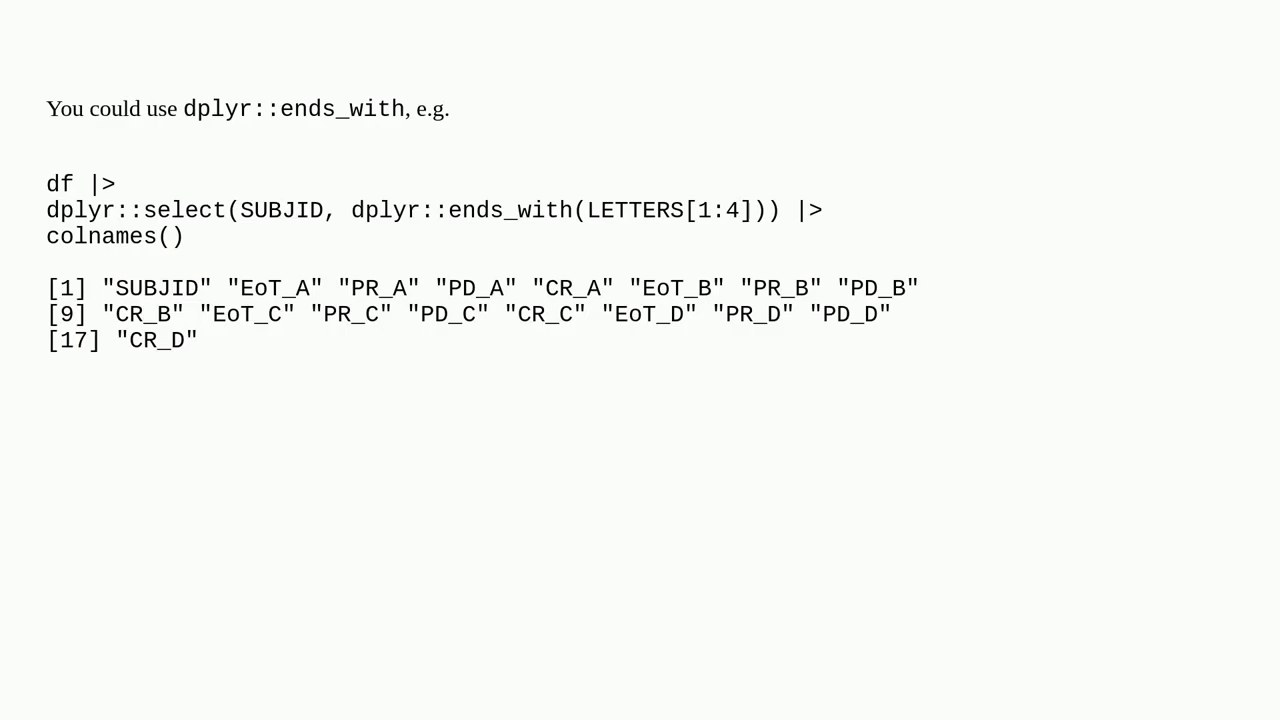 You could use dplyr::ends_with, e.g.
df |>
dplyr::select(SUBJID, dplyr::ends_with(LETTERS[1:4])) |>
colnames()
[1] "SUBJID" "EoT_A" "PR_A" "PD_A" "CR_A" "EoT_B" "PR_B" "PD_B"
[9] "CR_B" "EoT_C" "PR_C" "PD_C" "CR_C" "EoT_D" "PR_D" "PD_D"
[17] "CR_D"